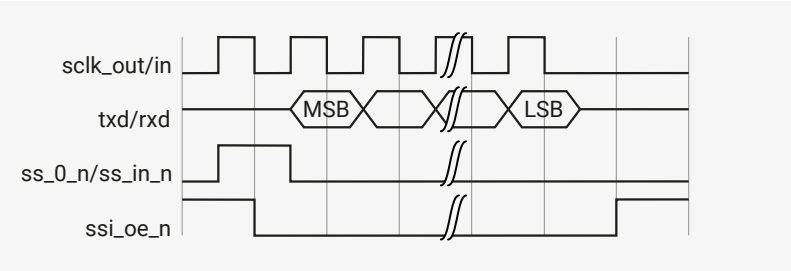 sclk_out/in
txd/rxd MSB LSB
ss_0_n/ss_in_n
ssi_oe_n